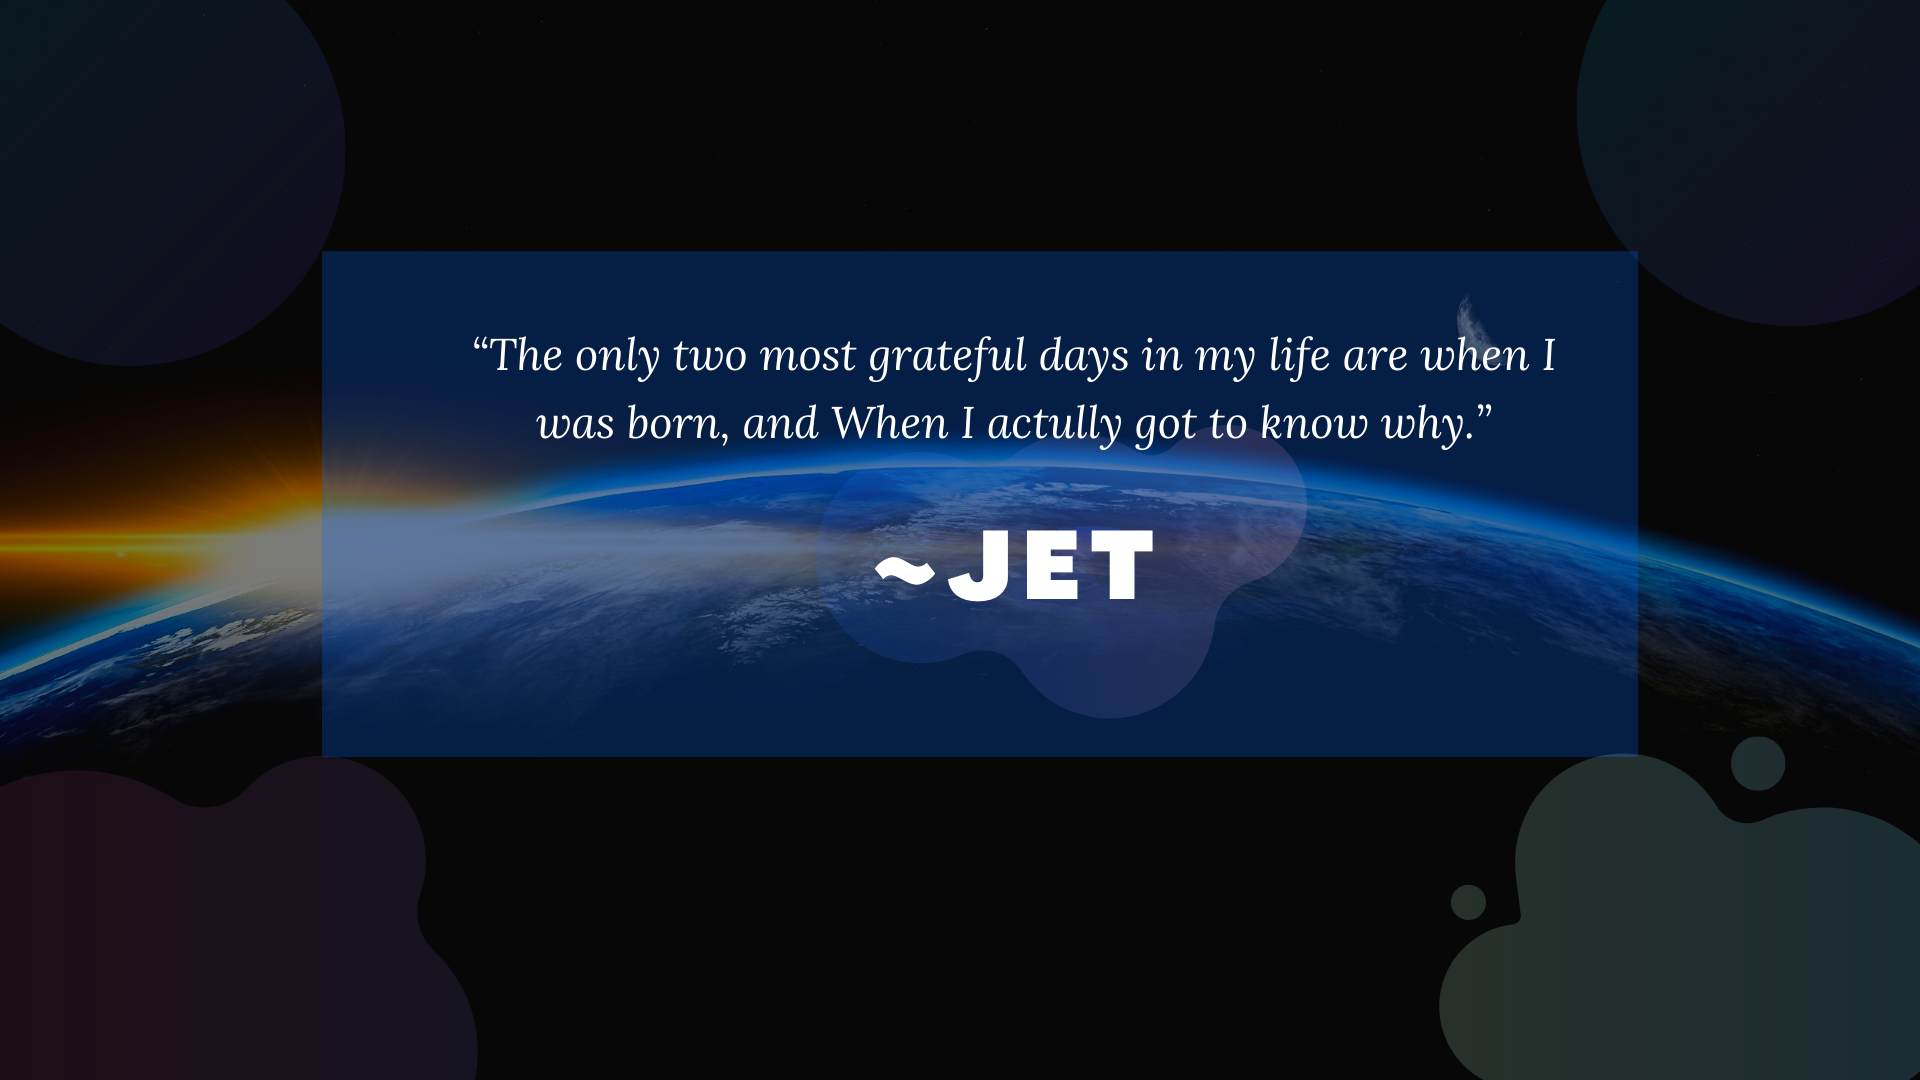 “The only two most grateful days in my life are when I
was born, and When I actully got to know why.”
~JET